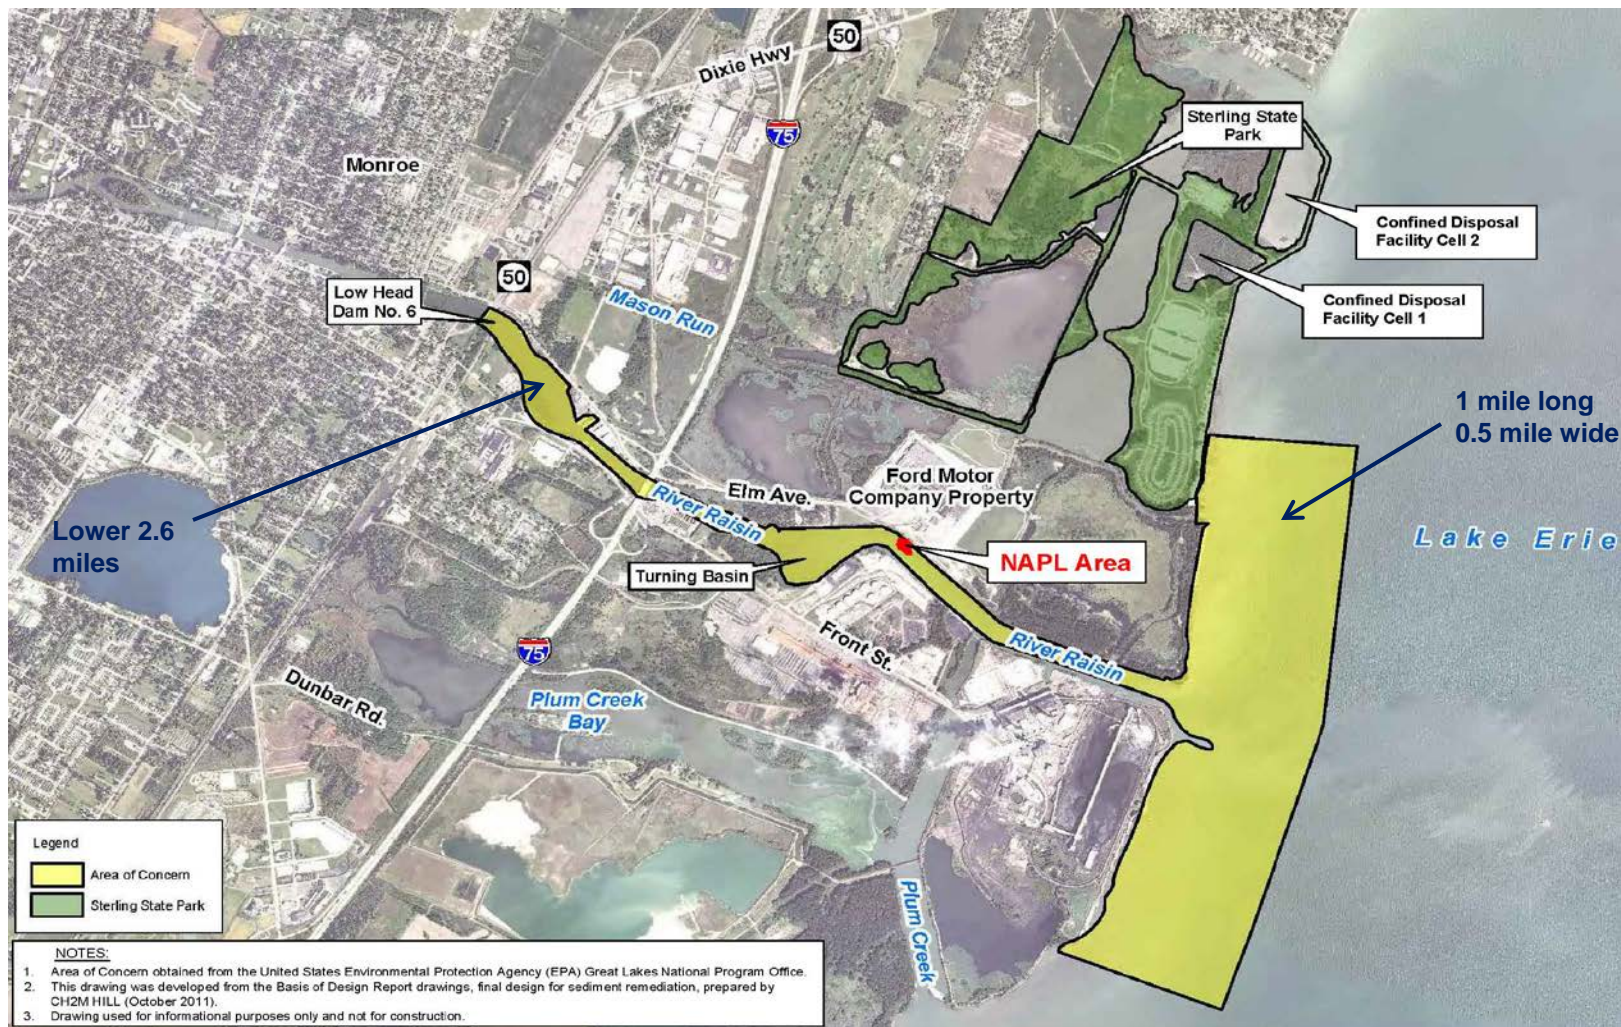 50
Dixie Hwy
75
Sterling State
Park
Monroe
Confined Disposal
Facility Cell 2
50
Low Head
Dam No. 6
Mason Run
Confined Disposal
Facility Cell 1
1 mile long
0.5 mile wide
Ford Motor
Company Property
Elm Ave.
River Raisin
Lower 2.6
miles
Lake Erie
NAPL Area
Turning Basin
Front St.
River Raisin
75
Dunbar Rd.
Plum Creek
Bay
Plum Creek
Legend
Area of Concern
Sterling State Park
NOTES:
1. Area of Concern obtained from the United States Environmental Protection Agency (EPA) Great Lakes National Program Office.
2. This drawing was developed from the Basis of Design Report drawings, final design for sediment remediation, prepared by
CH2M HILL (October 2011).
3. Drawing used for informational purposes only and not for construction.